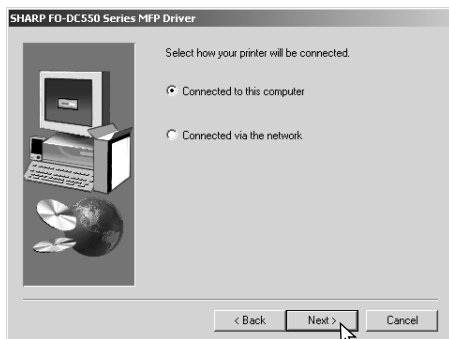 SHARP FO-DC550 Series MFP Driver
Select how your printer will be connected.
Connected to this computer
Connected via the network
< Back Next > Cancel